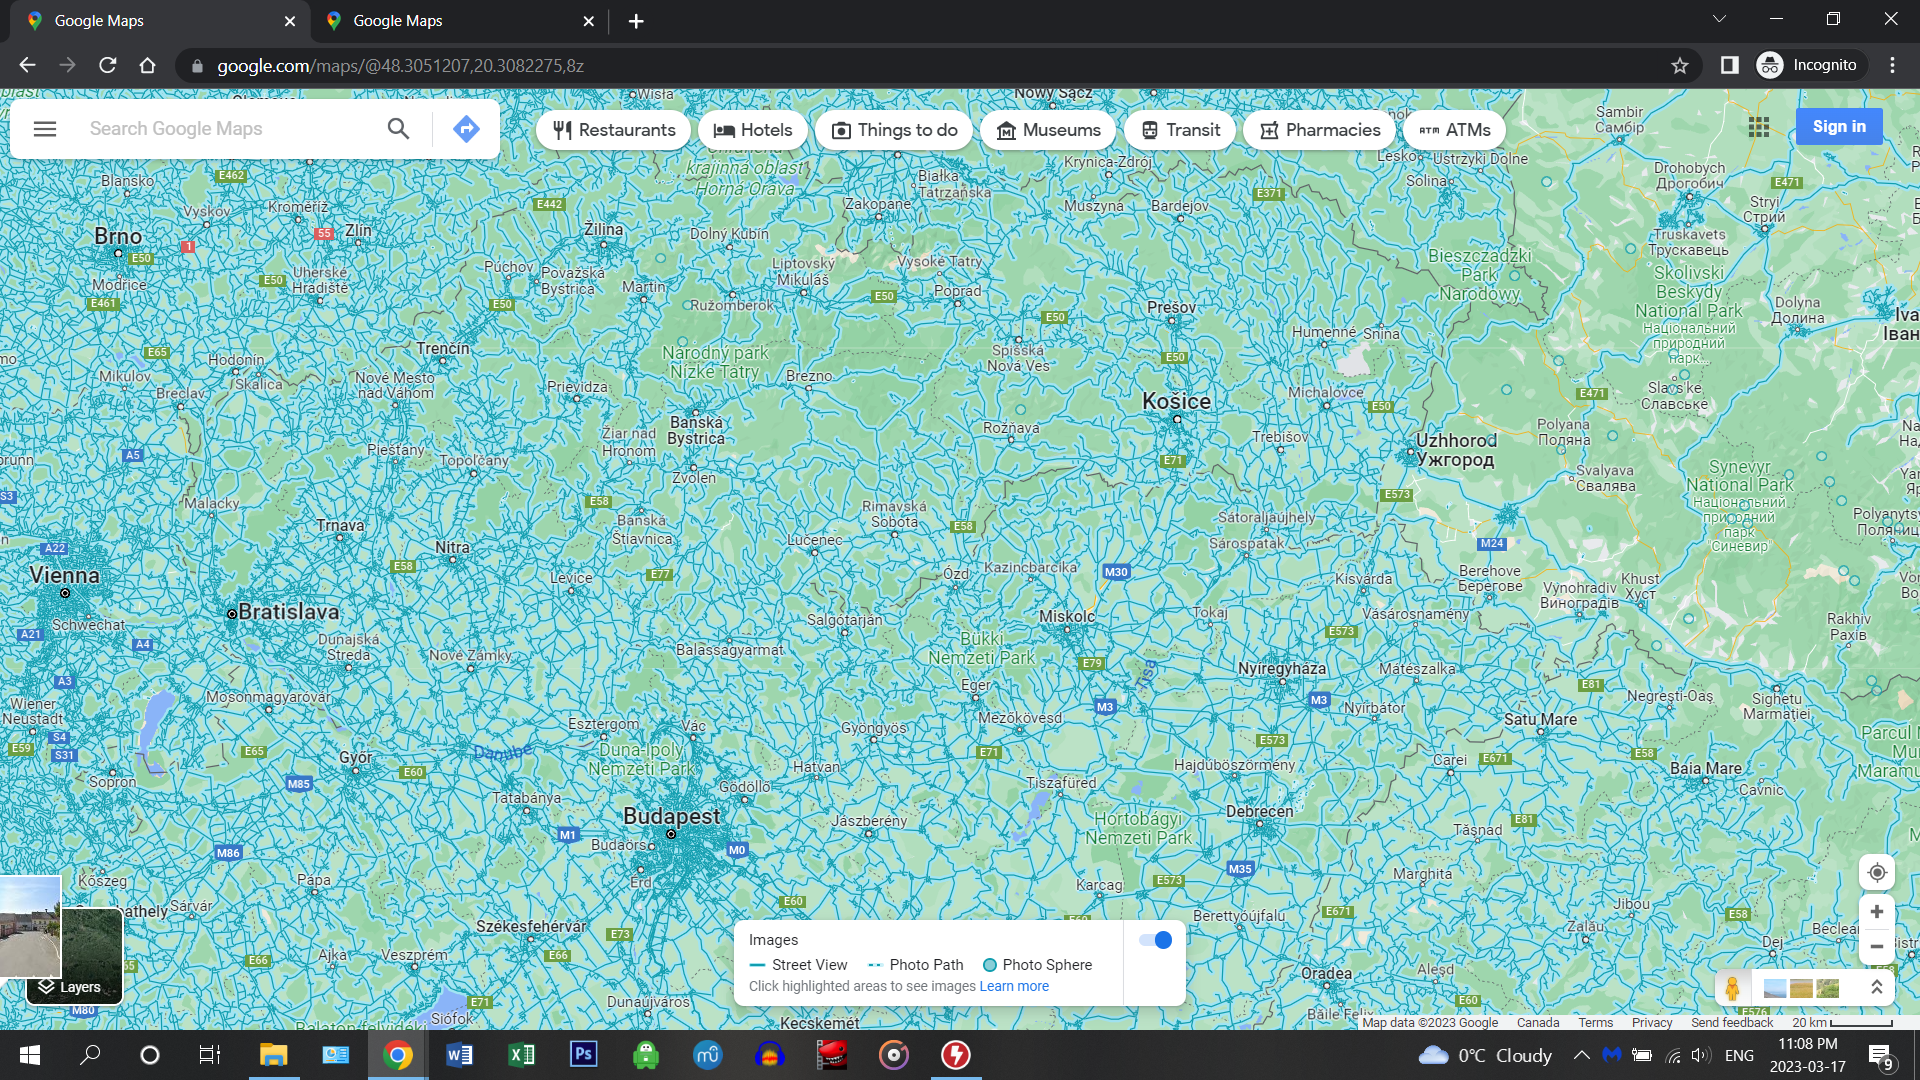 Google Maps
Google Maps
google.com/maps/@48.3051207,20.3082275,8z
Incognito
Search Google Maps
Restaurants
Hotels
Things to do
Museums
Transit
Pharmacies
ATM ATMs
Sign in
Wisła
Nowy Sącz
Sambir
Самбір
Blansko
E462
krajinná oblasť
Horná Orava
Białka
Tatrzańska
Krynica-Zdrój
Lesko
Ustrzyki Dolne
Solina
Drohobych
Дрогобич
E471
Vyskov
Kroměříž
E442
Zakopane
Muszyna
Bardejov
E371
Stryi
Стрий
Brno
1
55
Zlín
Žilina
Dolný Kubín
Truskavets
Трускавець
E50
Modřice
E461
E50
Uherské
Hradiště
Púchov
Považská
Bystrica
E50
Martin
Liptovský
Mikuláš
Ružomberok
Vysoké Tatry
E50
Poprad
Bieszczadzki
Park
Narodowy
Skolivski
Beskydy
National Park
Національний
природний
парк...
Dolyna
Долина
E50
Prešov
Humenné
Snina
E65
Mikulov
Hodonín
Skalica
Breclav
Trenčín
Nové Mesto
nad Váhom
Prievidza
Národný park
Nízke Tatry
Brezno
Spišská
Nová Ves
E50
Košice
Michalovce
E50
E471
Slavske
Славське
Banská
Bystrica
Žiar nad
Hronom
Rožňava
Trebišov
Uzhhorod
Ужгород
Polyana
Поляна
A5
Piešťany
Topoľčany
Zvolen
E71
Svalyava
Свалява
Synevyr
National Park
Національний
природний
парк
"Синевир"
S3
Malacky
E58
Banská
Štiavnica
Rimavská
Sobota
E58
E573
Sátoraljaújhely
Sárospatak
Trnava
A22
Nitra
Lučenec
M24
Vienna
E58
Levice
E77
Ózd
Kazincbarcika
M30
Kisvárda
Berehove
Берегове
Vynohradiv
Виноградів
Khust
Хуст
Schwechat
Bratislava
Salgótarján
Miskolc
Tokaj
Vásárosnamény
Rakhiv
Рахів
A21
A4
Dunajská
Streda
Nové Zámky
Balassagyarmat
Bükki
Nemzeti Park
E79
Tisa
E573
Nyíregyháza
Mátészalka
A3
Mosonmagyaróvár
Eger
M3
M3
E81
Negrești-Oaș
Sighetu
Marmației
Wiener
Neustadt
S4
E59
S31
Sopron
E65
Győr
E60
M85
Danube
Esztergom
Vác
Duna-Ipoly
Nemzeti Park
Gyöngyös
Mezőkövesd
E71
Nyírbátor
Satu Mare
E573
Hajdúböszörmény
Carei
E671
E58
Baia Mare
Cavnic
Hatvan
Gödöllő
Tatabánya
M1
Budapest
Budaörs
M0
Érd
Jászberény
Tiszafüred
Hortobágyi
Nemzeti Park
Debrecen
Tășnad
E81
M35
M86
Kőszeg
Pápa
Sárvár
Karcag
E573
Marghita
Jibou
E60
Székesfehérvár
E73
E66
Berettyóújfalu
E671
Zalău
E58
Dej
Ajka
Veszprém
E66
E71
Siófok
Dunaújváros
Kecskemét
Oradea
Aleșd
E60
Layers
M80
Images
Street View
Photo Path
Photo Sphere
Click highlighted areas to see images Learn more
Map data ©2023 Google
Canada
Terms
Privacy
Send feedback
20 km
0°C Cloudy
ENG
11:08 PM
2023-03-17
9